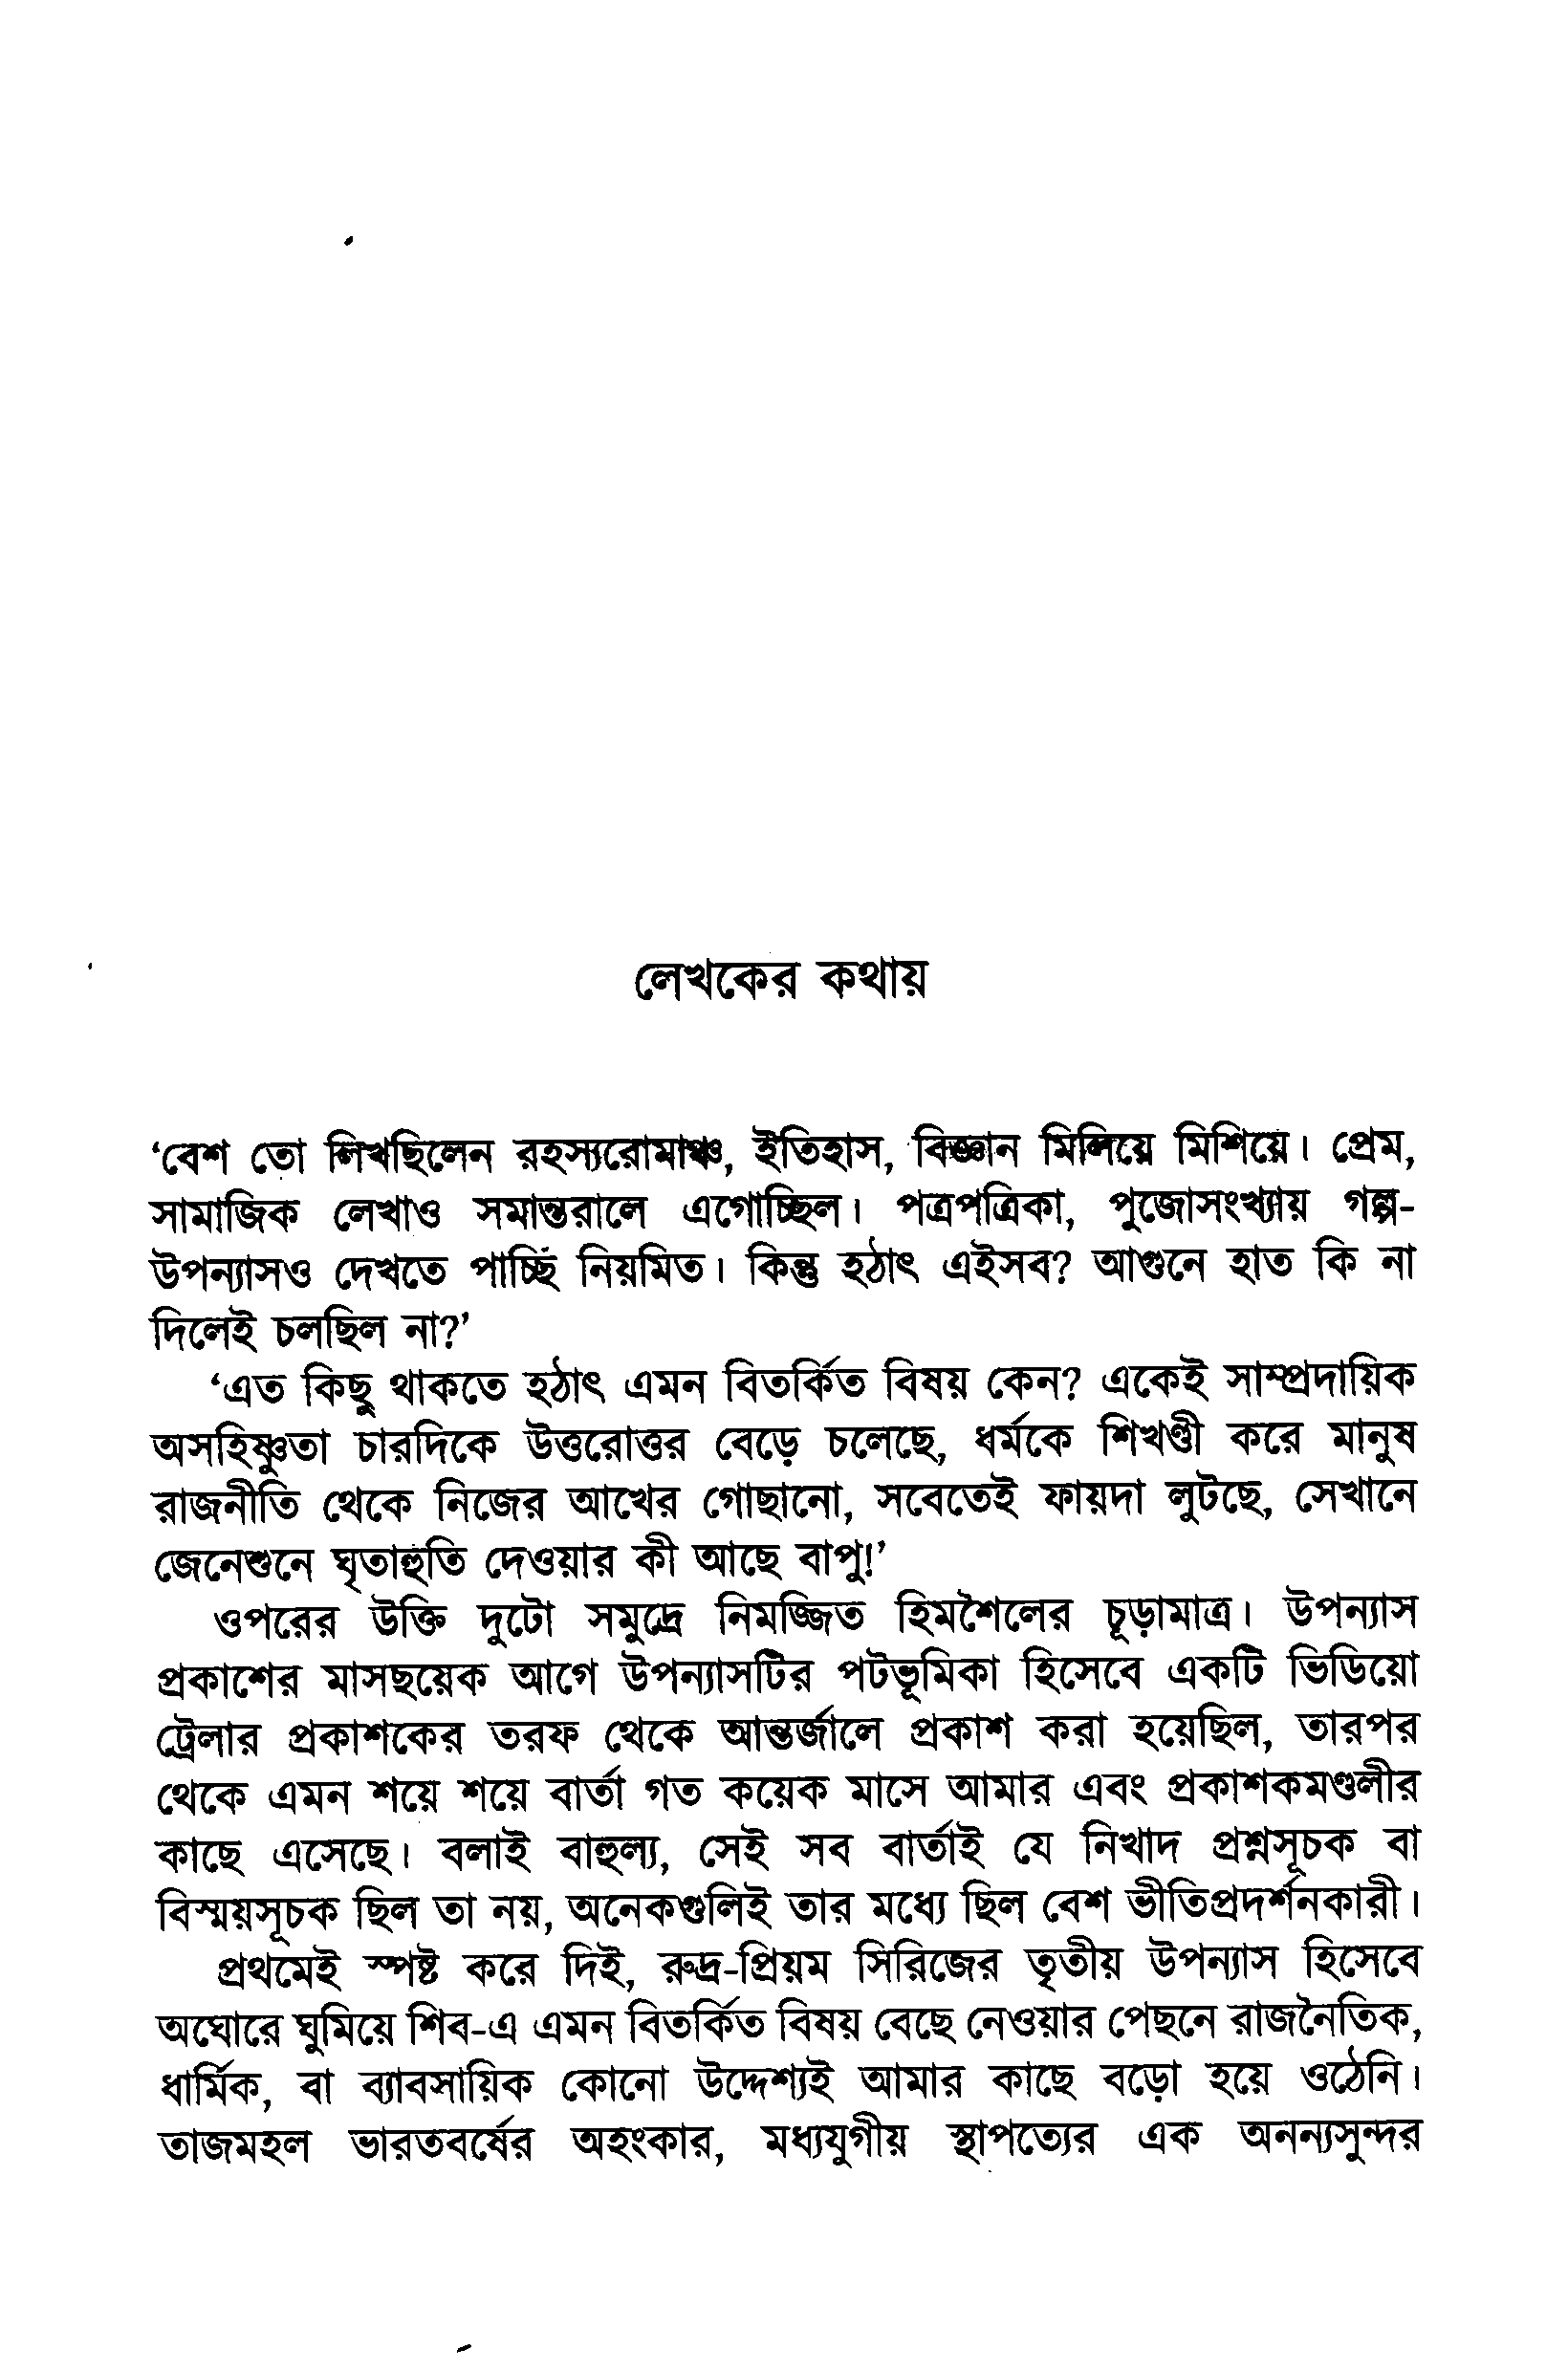 লেখকের কথায়
‘বেশ তো লিখছিলেন রহস্যরোমাঞ্চ, ইতিহাস, বিজ্ঞান মিলিয়ে মিশিয়ে। প্রেম,
সামাজিক লেখাও সমান্তরালে এগোচ্ছিল। পত্রপত্রিকা, পুজোসংখ্যায় গল্প-
উপন্যাসও দেখতে পাচ্ছি নিয়মিত। কিন্তু হঠাৎ এইসব? আগুনে হাত কি না
দিলেই চলছিল না?’
‘এত কিছু থাকতে হঠাৎ এমন বিতর্কিত বিষয় কেন? একেই সাম্প্রদায়িক
অসহিষ্ণুতা চারদিকে উত্তরোত্তর বেড়ে চলেছে, ধর্মকে শিখণ্ডী করে মানুষ
রাজনীতি থেকে নিজের আখের গোছানো, সবেতেই ফায়দা লুটছে, সেখানে
জেনেশুনে ঘৃতাহুতি দেওয়ার কী আছে বাপু!’
ওপরের উক্তি দুটো সমুদ্রে নিমজ্জিত হিমশৈলের চূড়ামাত্র। উপন্যাস
প্রকাশের মাসছয়েক আগে উপন্যাসটির পটভূমিকা হিসেবে একটি ভিডিয়ো
ট্রেলার প্রকাশকের তরফ থেকে আন্তর্জালে প্রকাশ করা হয়েছিল, তারপর
থেকে এমন শয়ে শয়ে বার্তা গত কয়েক মাসে আমার এবং প্রকাশকমণ্ডলীর
কাছে এসেছে। বলাই বাহুল্য, সেই সব বার্তাই যে নিখাদ প্রশ্নসূচক বা
বিস্ময়সূচক ছিল তা নয়, অনেকগুলিই তার মধ্যে ছিল বেশ ভীতিপ্রদর্শনকারী।
প্রথমেই স্পষ্ট করে দিই, রুদ্র-প্রিয়ম সিরিজের তৃতীয় উপন্যাস হিসেবে
অঘোরে ঘুমিয়ে শিব-এ এমন বিতর্কিত বিষয় বেছে নেওয়ার পেছনে রাজনৈতিক,
ধার্মিক, বা ব্যাবসায়িক কোনো উদ্দেশ্যই আমার কাছে বড়ো হয়ে ওঠেনি।
তাজমহল ভারতবর্ষের অহংকার, মধ্যযুগীয় স্থাপত্যের এক অনন্যসুন্দর